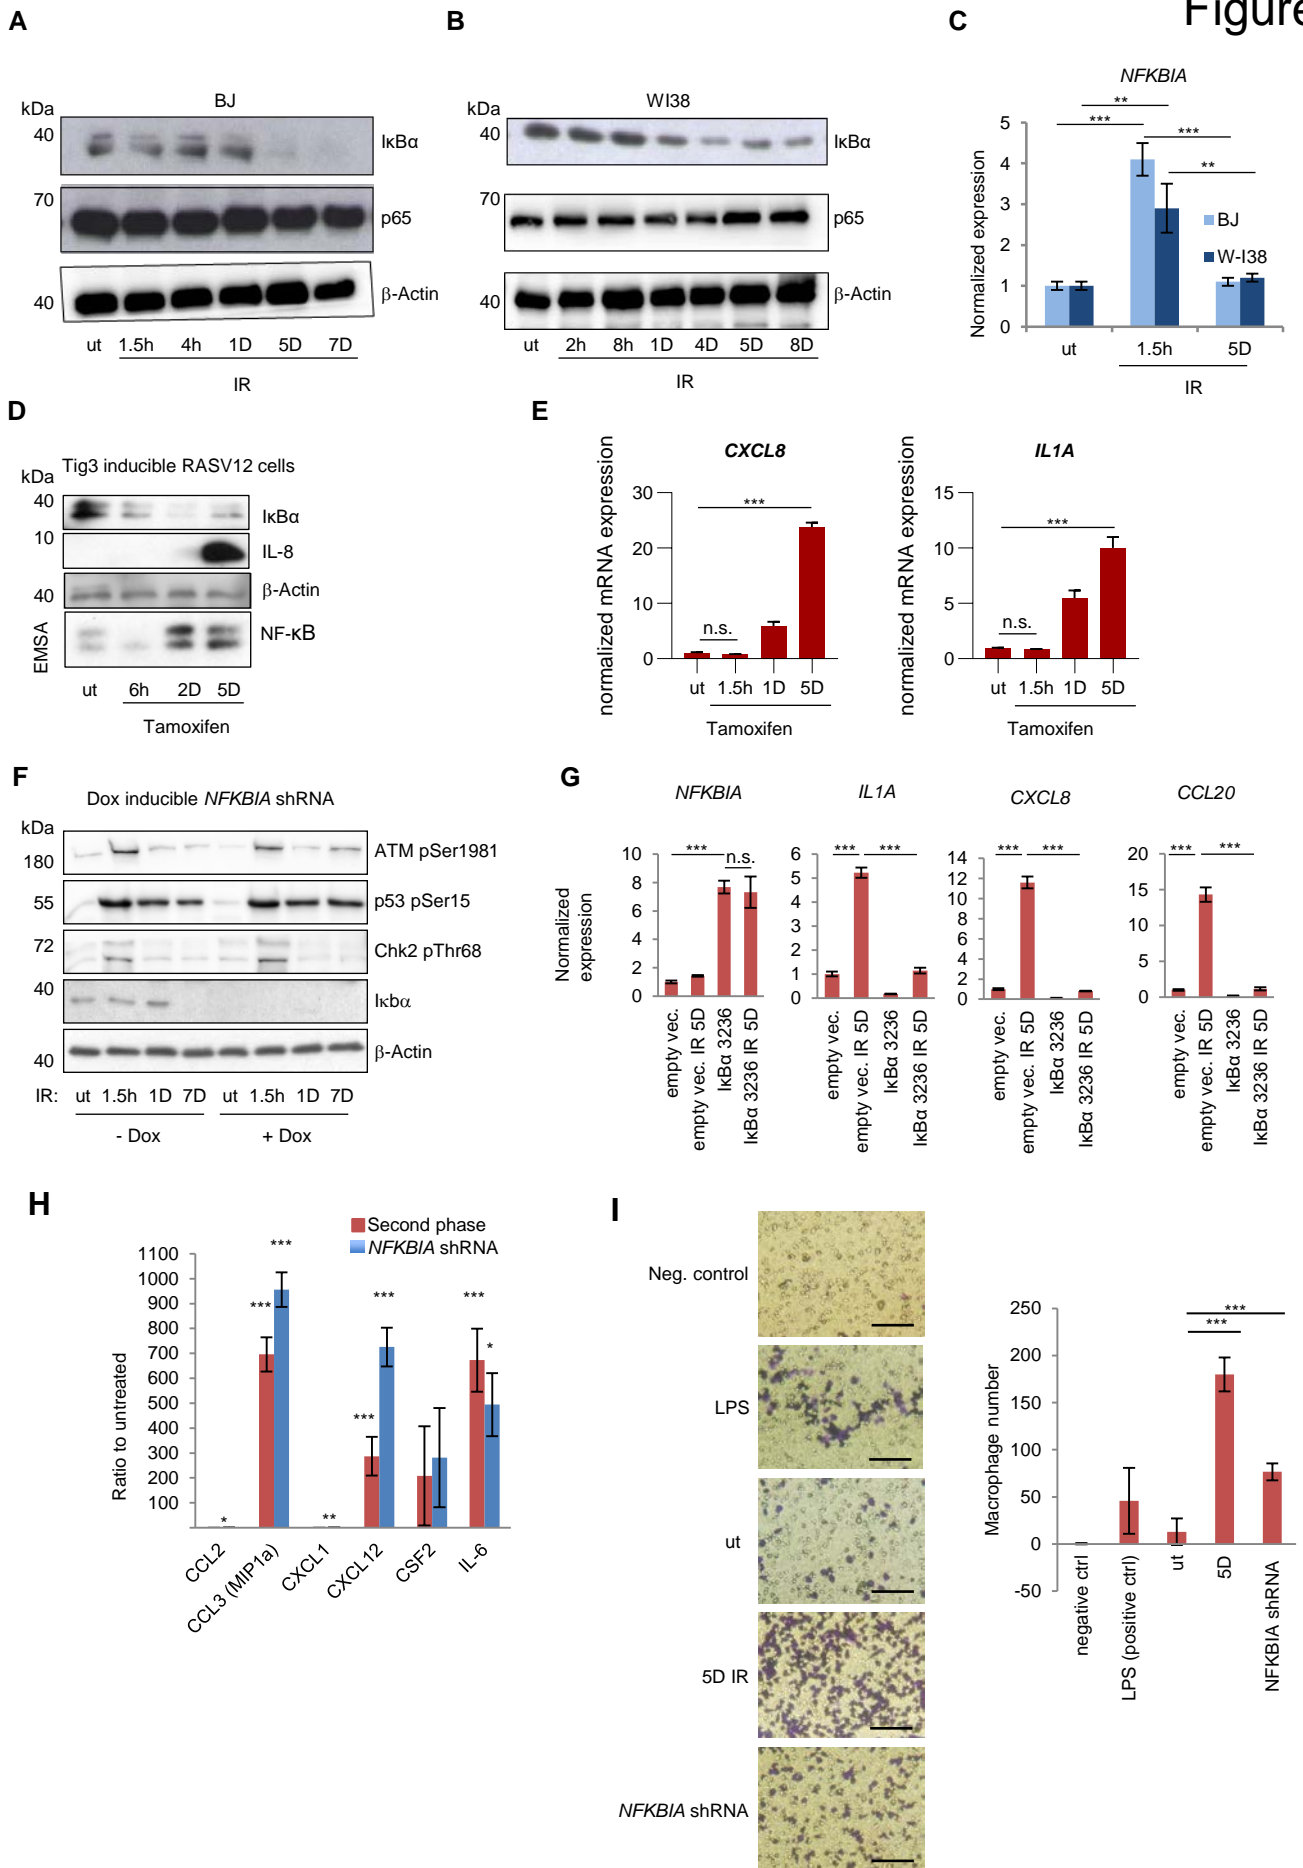 Figure
A
BJ
kDa
40
IκBα
70
p65
40
β-Actin
ut 1.5h 4h 1D 5D 7D
IR
B
WI38
kDa
40
IκBα
70
p65
40
β-Actin
ut 2h 8h 1D 4D 5D 8D
IR
C
NFKBIA
**
***
***
**
Normalized expression
5
4
3
2
1
0
BJ
W-I38
ut 1.5h 5D
IR
D
Tig3 inducible RASV12 cells
kDa
40
IκBα
10
IL-8
40
β-Actin
EMSA
NF-κB
ut 6h 2D 5D
Tamoxifen
E
CXCL8
normalized mRNA expression
30
20
10
0
***
n.s.
ut 1.5h 1D 5D
Tamoxifen
IL1A
normalized mRNA expression
15
10
5
0
***
n.s.
ut 1.5h 1D 5D
Tamoxifen
F
Dox inducible NFKBIA shRNA
kDa
180
ATM pSer1981
55
p53 pSer15
72
Chk2 pThr68
40
Iκbα
40
β-Actin
IR: ut 1.5h 1D 7D ut 1.5h 1D 7D
- Dox + Dox
G
NFKBIA
Normalized
expression
10
8
6
4
2
0
***
n.s.
empty vec.
empty vec. IR 5D
IκBα 3236
IκBα 3236 IR 5D
IL1A
6
5
4
3
2
1
0
*** ***
empty vec.
empty vec. IR 5D
IκBα 3236
IκBα 3236 IR 5D
CXCL8
14
12
10
8
6
4
2
0
*** ***
empty vec.
empty vec. IR 5D
IκBα 3236
IκBα 3236 IR 5D
CCL20
20
15
10
5
0
*** ***
empty vec.
empty vec. IR 5D
IκBα 3236
IκBα 3236 IR 5D
H
Second phase
NFKBIA shRNA
Ratio to untreated
1100
1000
900
800
700
600
500
400
300
200
100
*
***
***
**
***
***
***
*
CCL2
CCL3 (MIP1a)
CXCL1
CXCL12
CSF2
IL-6
I
Neg. control
LPS
ut
5D IR
NFKBIA shRNA
Macrophage number
250
200
150
100
50
0
-50
***
***
negative ctrl
LPS (positive ctrl)
ut
5D
NFKBIA shRNA